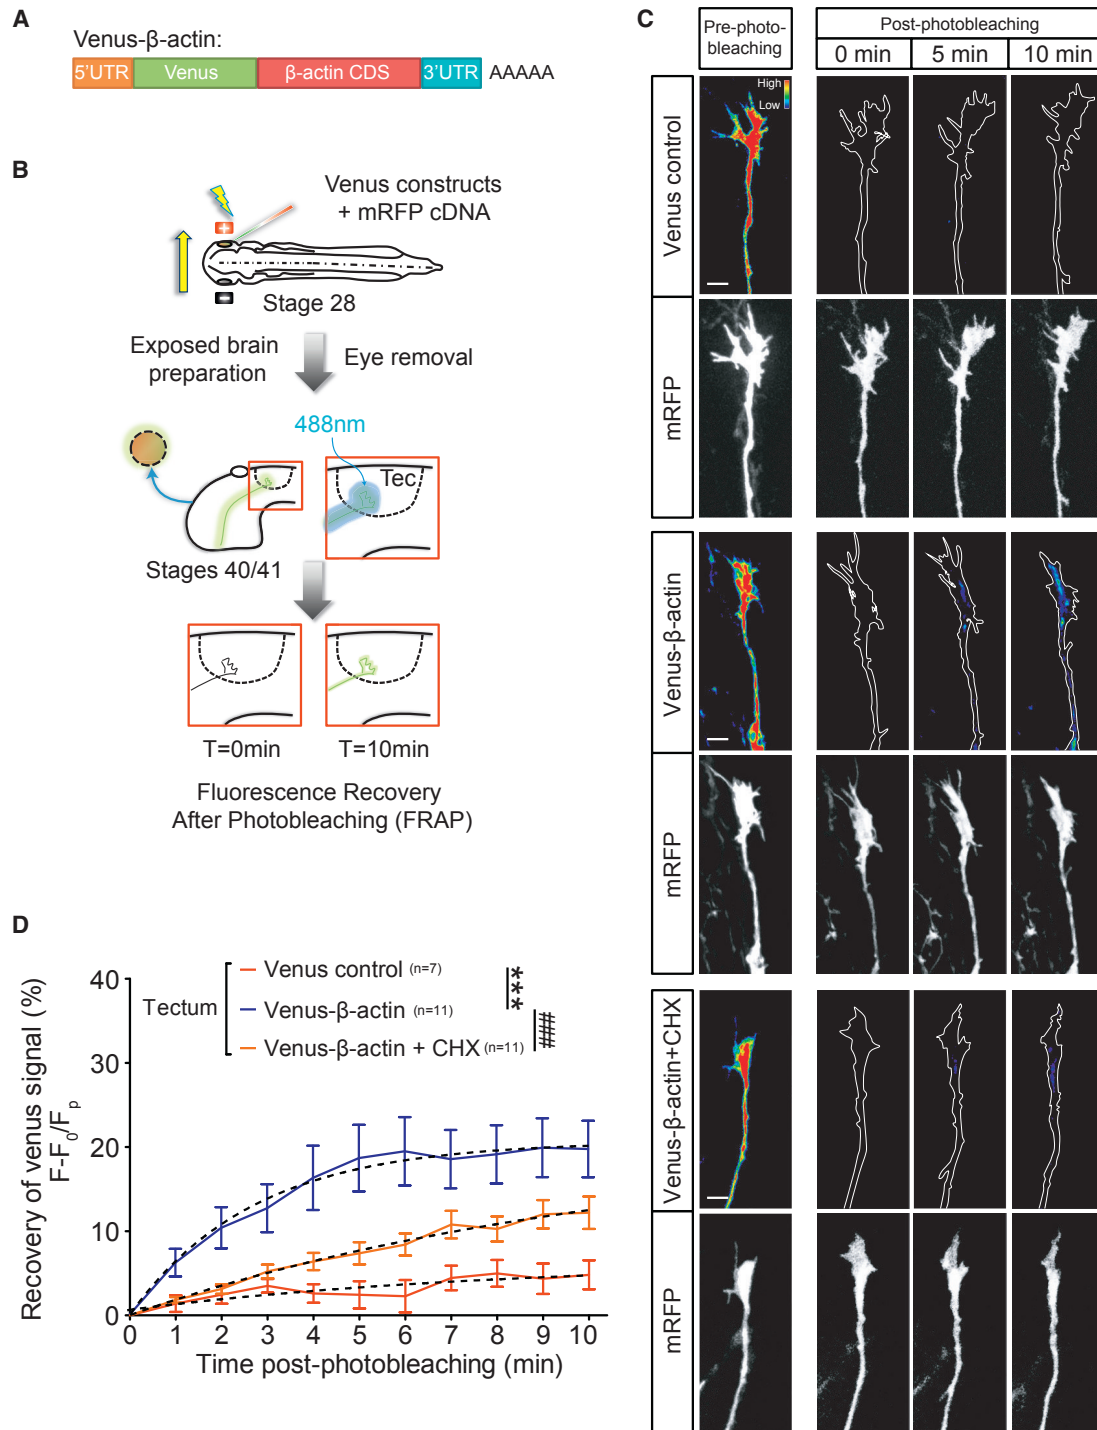 A
Venus-β-actin:
5'UTR Venus β-actin CDS 3'UTR AAAAA
B
Venus constructs
+ mRFP cDNA
Stage 28
Exposed brain
preparation
Eye removal
488nm
Tec
Stages 40/41
T=0min T=10min
Fluorescence Recovery
After Photobleaching (FRAP)
C
Pre-photo-
bleaching
Post-photobleaching
0 min 5 min 10 min
High
Low
Venus control
mRFP
Venus-β-actin
mRFP
Venus-β-actin+CHX
mRFP
D
Tectum
Venus control (n=7)
Venus-β-actin (n=11)
Venus-β-actin + CHX (n=11)
***
###
Recovery of venus signal (%)
F-F0/Fp
40
30
20
10
0
0 1 2 3 4 5 6 7 8 9 10
Time post-photobleaching (min)